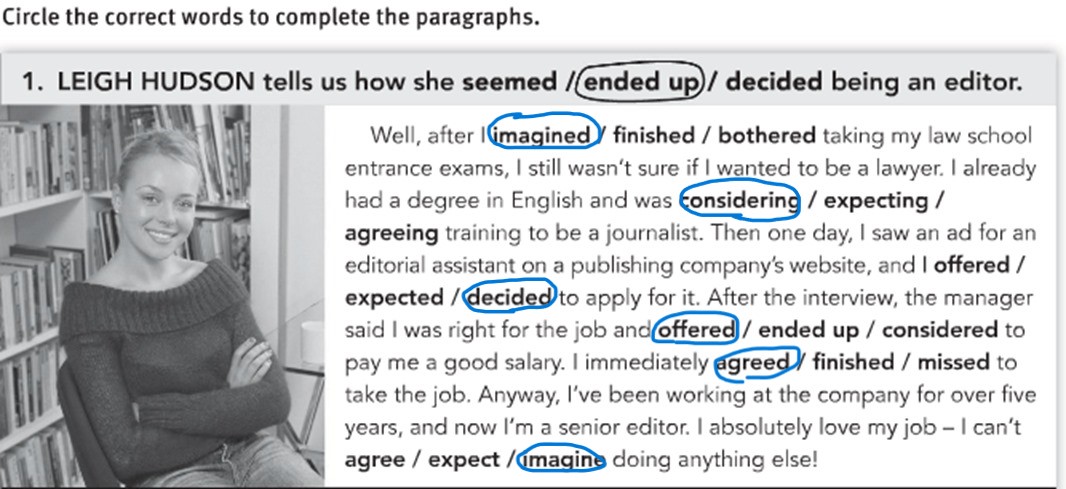 Circle the correct words to complete the paragraphs.
1. LEIGH HUDSON tells us how she seemed / ended up / decided being an editor.
Well, after I imagined / finished / bothered taking my law school
entrance exams, I still wasn't sure if I wanted to be a lawyer. I already
had a degree in English and was considering / expecting /
agreeing training to be a journalist. Then one day, I saw an ad for an
editorial assistant on a publishing company's website, and I offered /
expected / decided to apply for it. After the interview, the manager
said I was right for the job and offered / ended up / considered to
pay me a good salary. I immediately agreed / finished / missed to
take the job. Anyway, I've been working at the company for over five
years, and now I'm a senior editor. I absolutely love my job – I can't
agree / expect / imagine doing anything else!